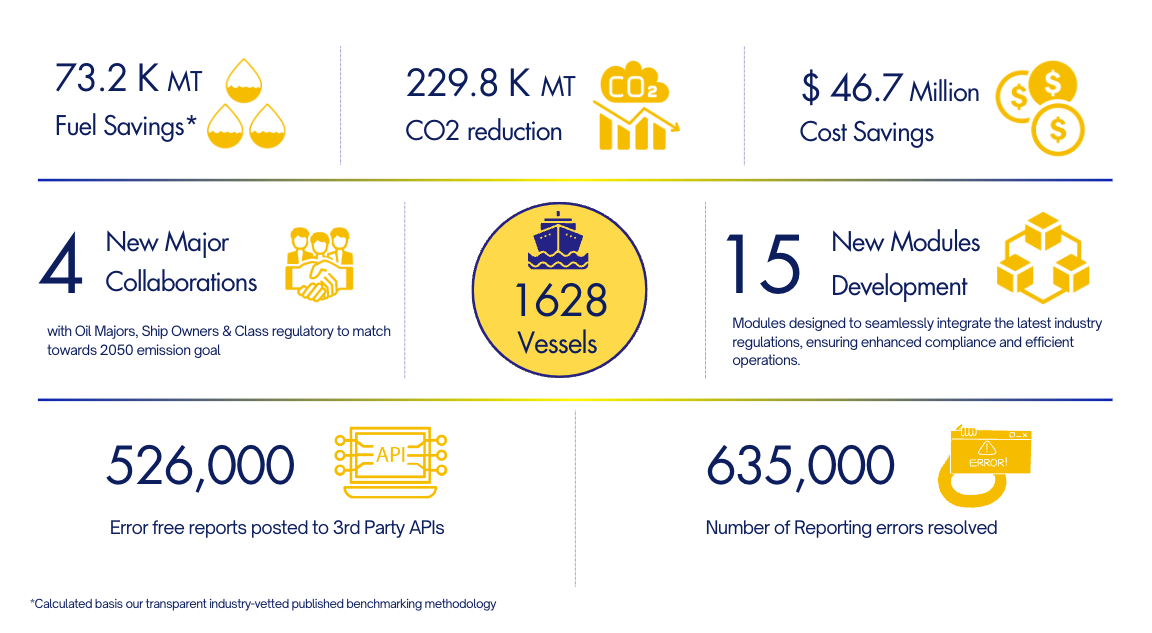 73.2 K MT
Fuel Savings*
229.8 K MT
CO2
CO2 reduction
$ 46.7 Million
Cost Savings
$
$
$
4
New Major
Collaborations
with Oil Majors, Ship Owners & Class regulatory to match
towards 2050 emission goal
1628
Vessels
15
New Modules
Development
Modules designed to seamlessly integrate the latest industry
regulations, ensuring enhanced compliance and efficient
operations.
526,000
API
Error free reports posted to 3rd Party APIs
635,000
ERROR!
Number of Reporting errors resolved
*Calculated basis our transparent industry-vetted published benchmarking methodology